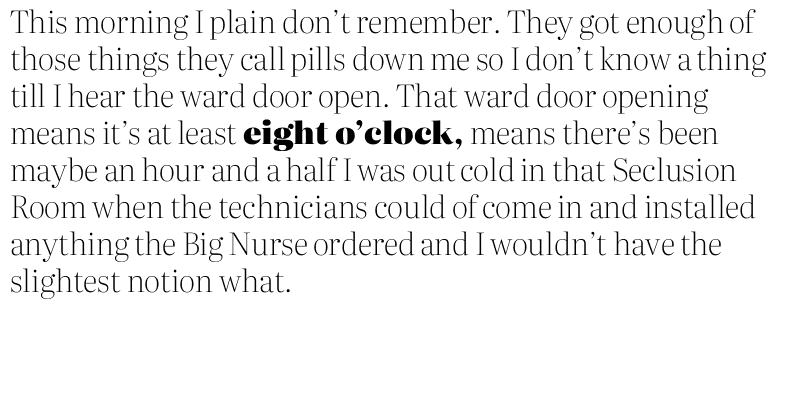 This morning I plain don’t remember. They got enough of
those things they call pills down me so I don’t know a thing
till I hear the ward door open. That ward door opening
means it’s at least eight o’clock, means there’s been
maybe an hour and a half I was out cold in that Seclusion
Room when the technicians could of come in and installed
anything the Big Nurse ordered and I wouldn’t have the
slightest notion what.